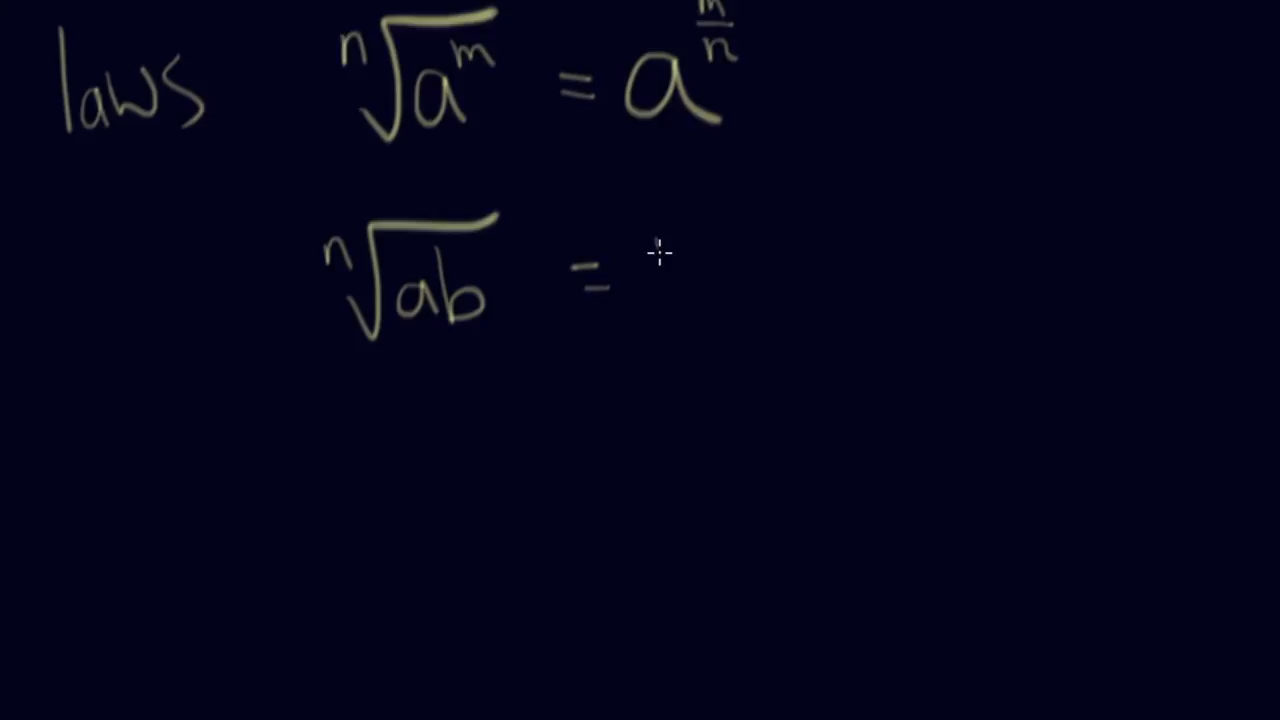 laws ⁿ√aᵐ = a^(m/n)
ⁿ√ab =